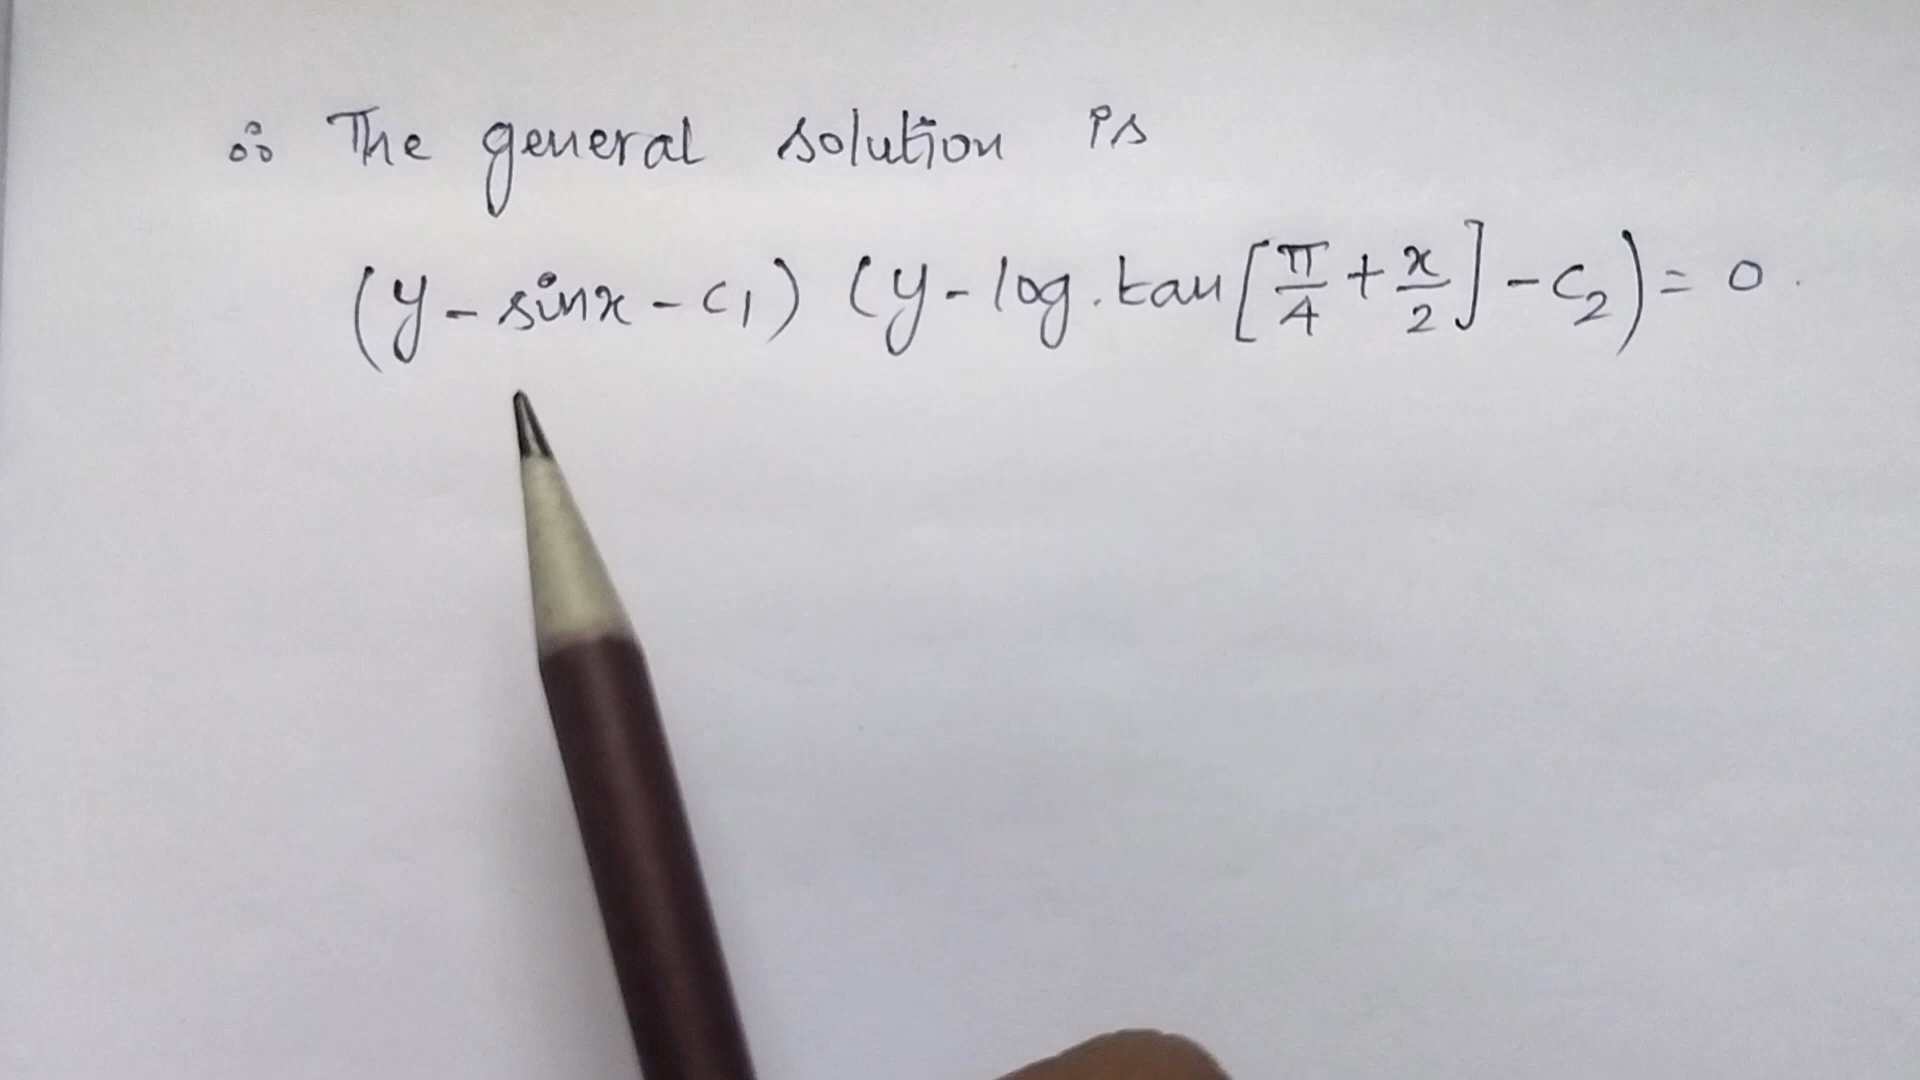 ∴ The general solution is
(y - sinx - c₁) (y - log.tan[π/4 + x/2] - c₂) = 0.